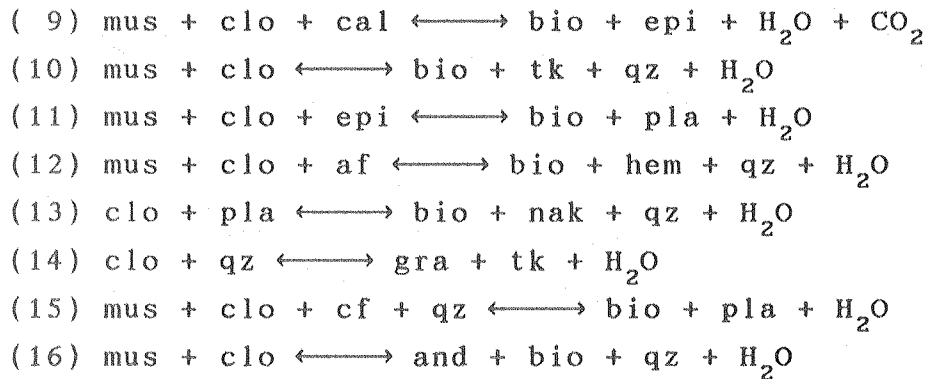 ( 9) mus + clo + cal ⟷ bio + epi + H₂O + CO₂
(10) mus + clo ⟷ bio + tk + qz + H₂O
(11) mus + clo + epi ⟷ bio + pla + H₂O
(12) mus + clo + af ⟷ bio + hem + qz + H₂O
(13) clo + pla ⟷ bio + nak + qz + H₂O
(14) clo + qz ⟷ gra + tk + H₂O
(15) mus + clo + cf + qz ⟷ bio + pla + H₂O
(16) mus + clo ⟷ and + bio + qz + H₂O